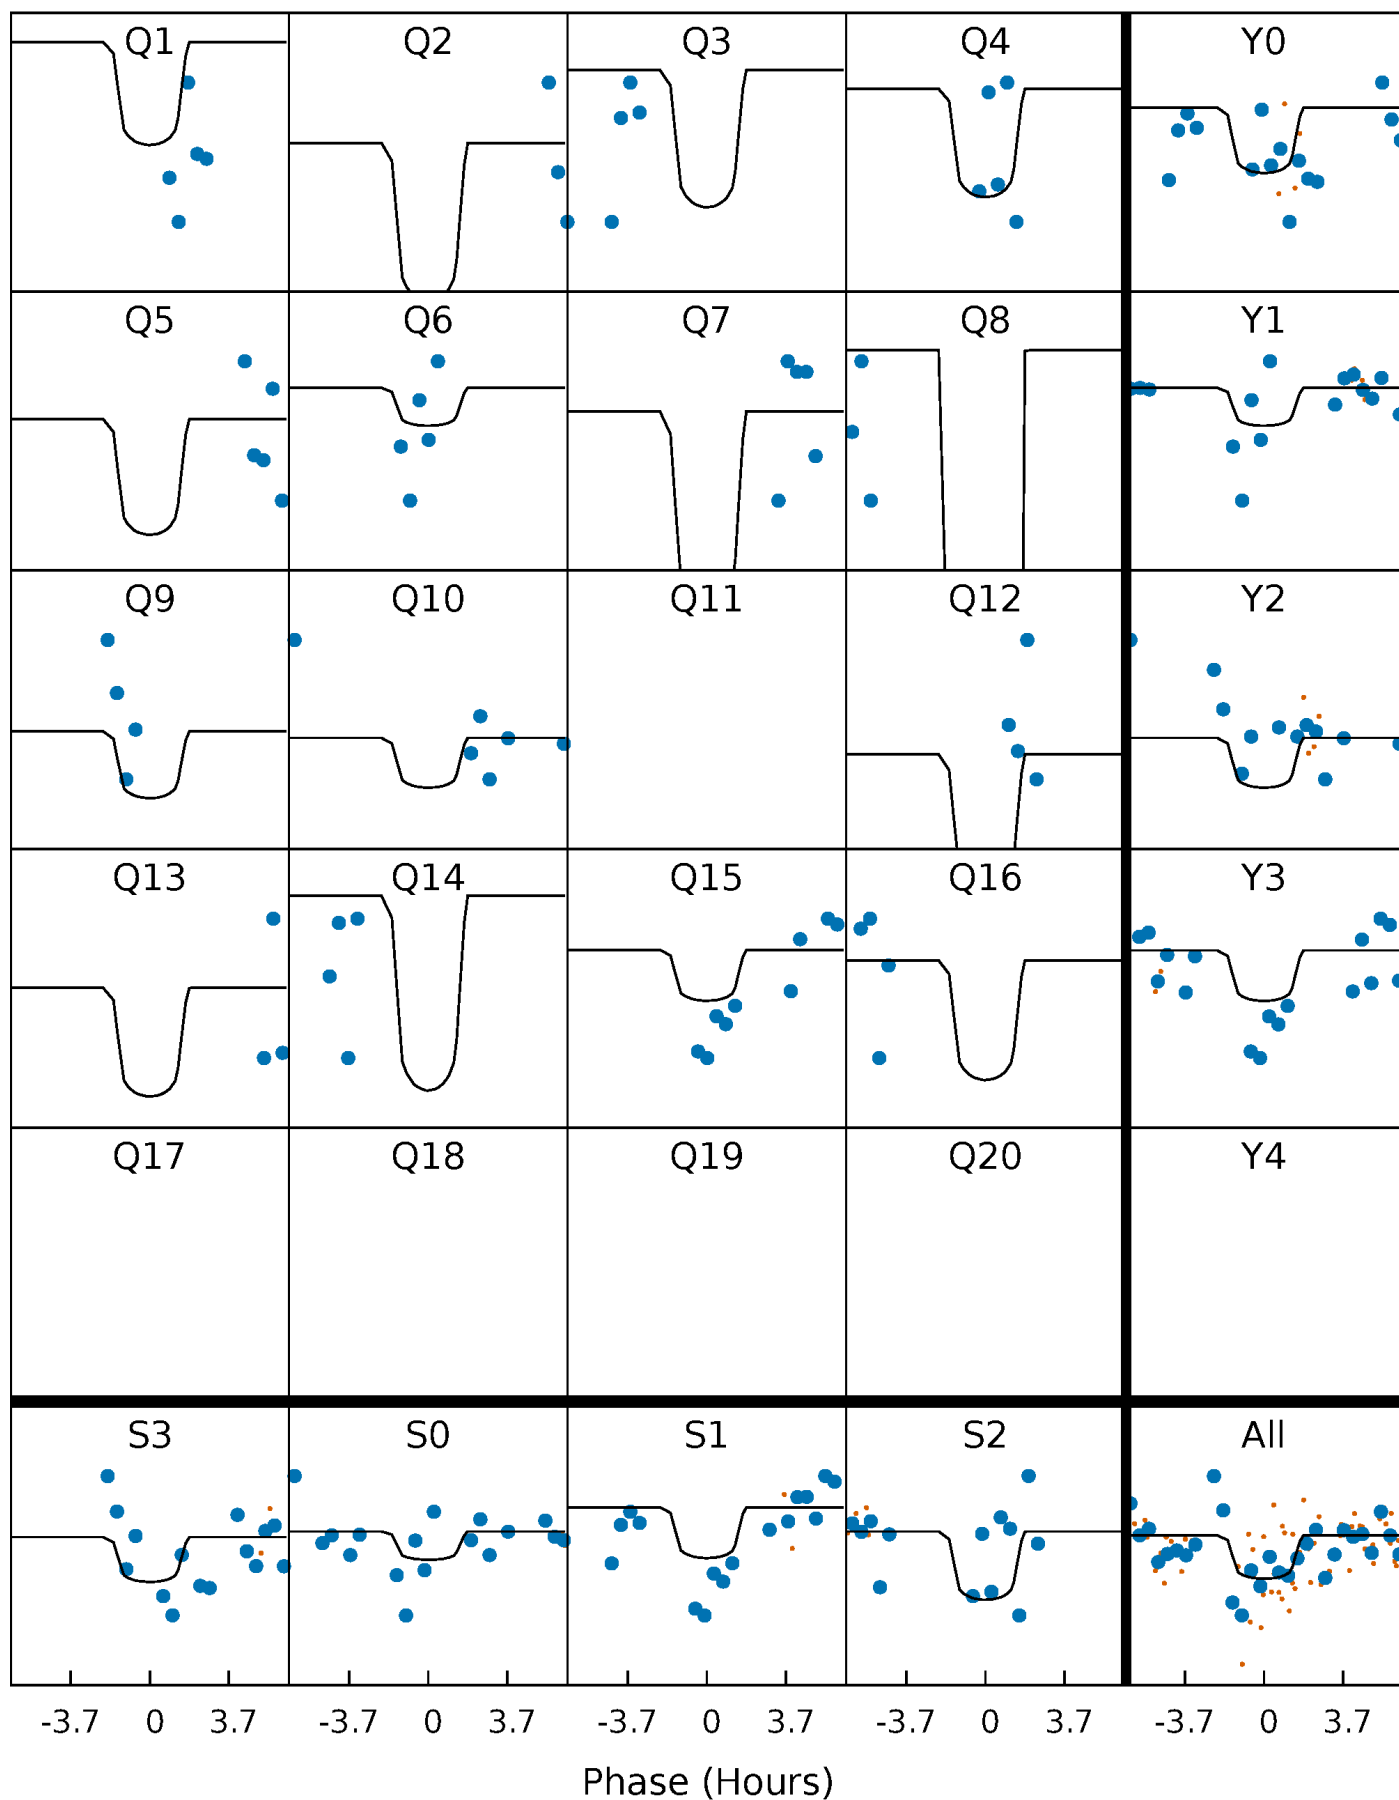 Q1 Q2 Q3 Q4 Y0
Q5 Q6 Q7 Q8 Y1
Q9 Q10 Q11 Q12 Y2
Q13 Q14 Q15 Q16 Y3
Q17 Q18 Q19 Q20 Y4
S3 S0 S1 S2 All
-3.7 0 3.7 -3.7 0 3.7 -3.7 0 3.7 -3.7 0 3.7 -3.7 0 3.7
Phase (Hours)